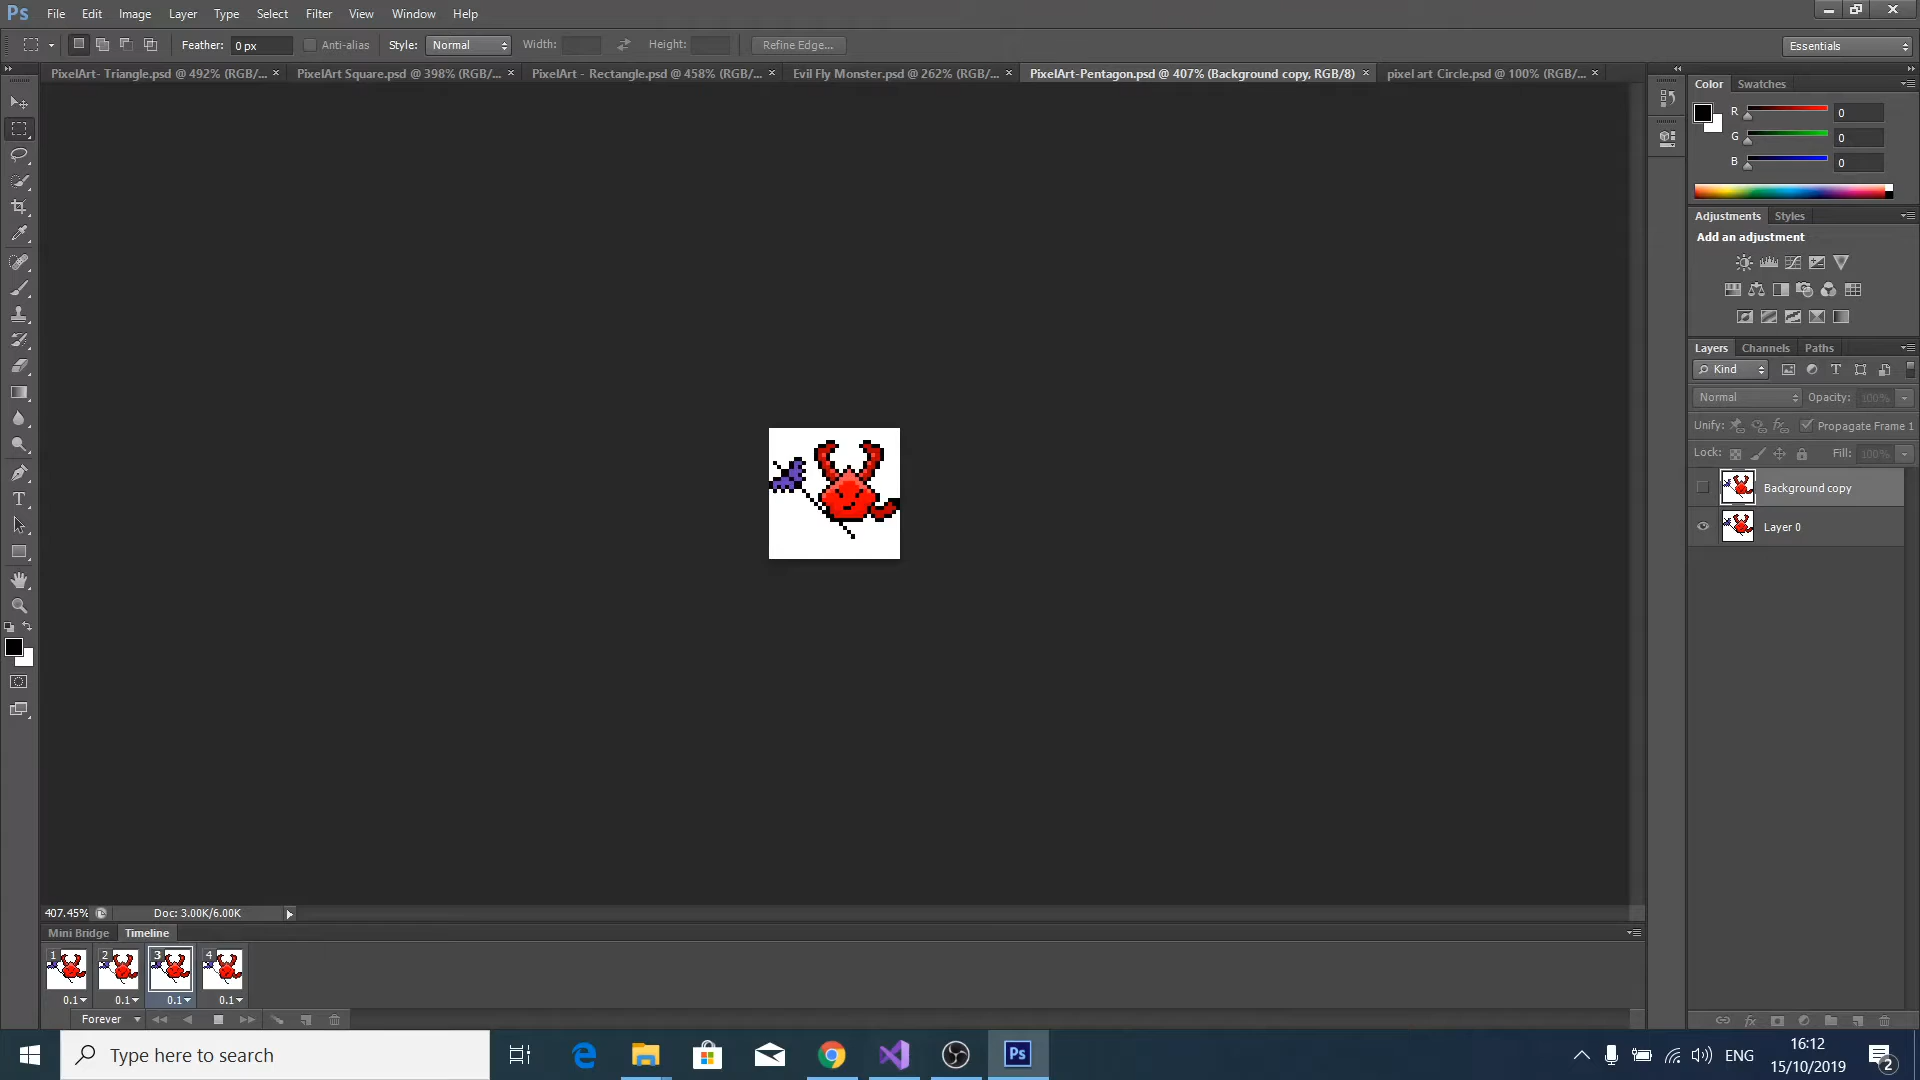 Ps File Edit Image Layer Type Select Filter View Window Help
Feather: 0 px Anti-alias Style: Normal Width: Height: Refine Edge... Essentials
PixelArt- Triangle.psd @ 492% (RGB/... × PixelArt Square.psd @ 398% (RGB/... × PixelArt - Rectangle.psd @ 458% (RGB/... × Evil Fly Monster.psd @ 262% (RGB/... × PixelArt-Pentagon.psd @ 407% (Background copy, RGB/8) × pixel art Circle.psd @ 100% (RGB/... ×
Color Swatches
R 0
G 0
B 0
Adjustments Styles
Add an adjustment
Layers Channels Paths
Kind
Normal Opacity: 100%
Unify: Propagate Frame 1
Lock: Fill: 100%
Background copy
Layer 0
T
407.45% Doc: 3.00K/6.00K
Mini Bridge Timeline
1 2 3 4
0.1 0.1 0.1 0.1
Forever
fx
Type here to search
Ps
ENG
16:12
15/10/2019
2